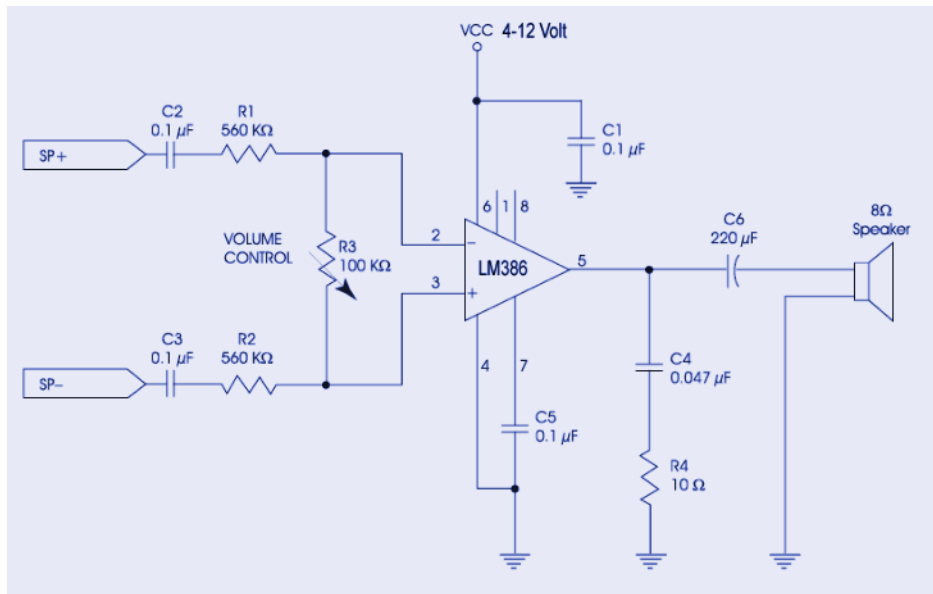 VCC 4-12 Volt
C2
0.1 µF
R1
560 KΩ
C1
0.1 µF
SP+
6
1
8
C6
220 µF
8Ω
Speaker
VOLUME
CONTROL
R3
100 KΩ
2
−
LM386
5
3
+
C3
0.1 µF
R2
560 KΩ
SP−
4
7
C4
0.047 µF
C5
0.1 µF
R4
10 Ω